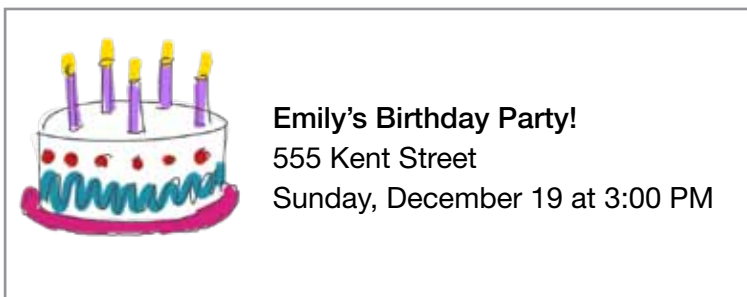 Emily’s Birthday Party!
555 Kent Street
Sunday, December 19 at 3:00 PM